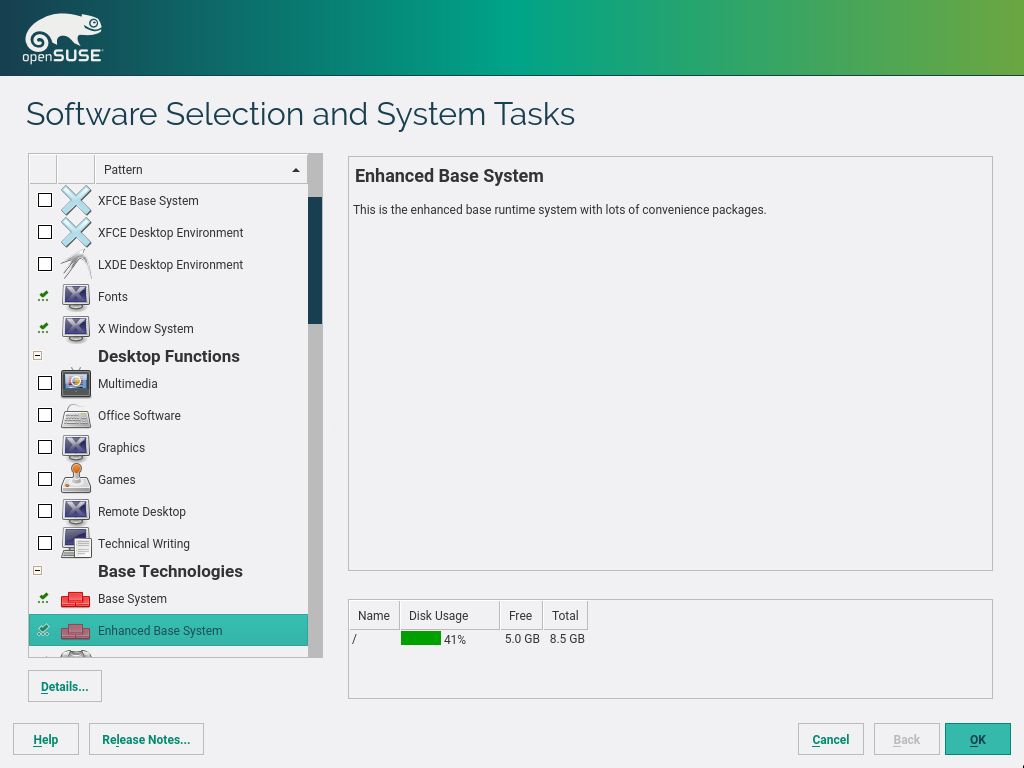 openSUSE
Software Selection and System Tasks
Pattern
XFCE Base System
XFCE Desktop Environment
LXDE Desktop Environment
Fonts
X Window System
Desktop Functions
Multimedia
Office Software
Graphics
Games
Remote Desktop
Technical Writing
Base Technologies
Base System
Enhanced Base System
Details...
Enhanced Base System
This is the enhanced base runtime system with lots of convenience packages.
Name Disk Usage Free Total
/ 41% 5.0 GB 8.5 GB
Help Release Notes... Cancel Back OK